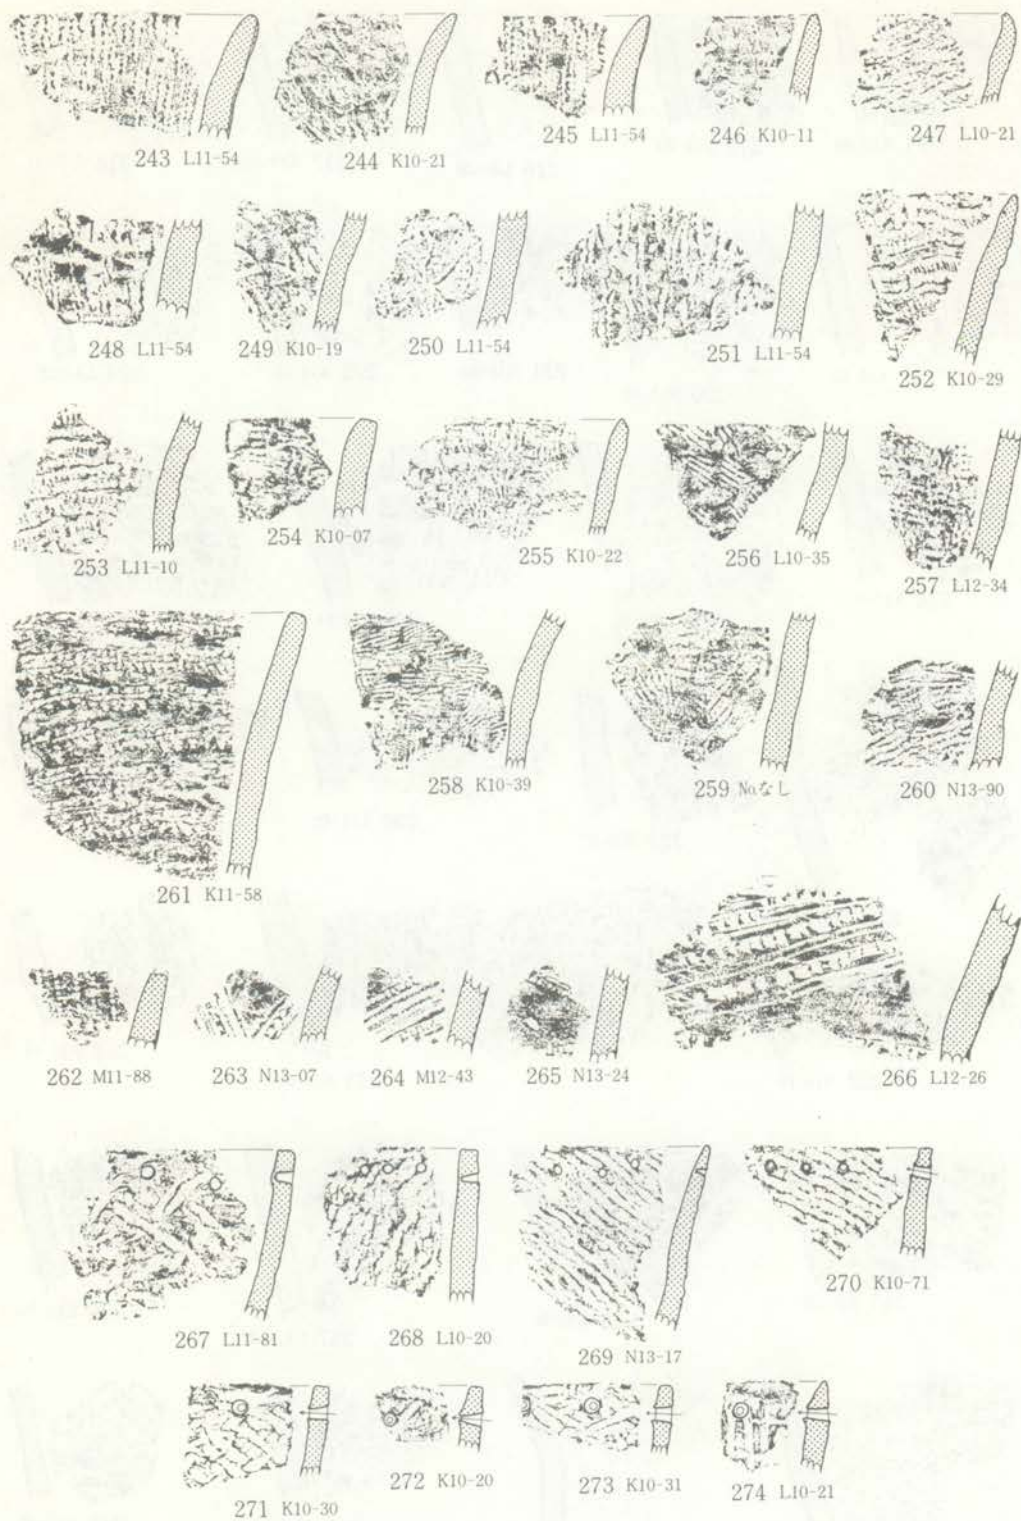 243 L11-54
244 K10-21
245 L11-54
246 K10-11
247 L10-21
248 L11-54
249 K10-19
250 L11-54
251 L11-54
252 K10-29
253 L11-10
254 K10-07
255 K10-22
256 L10-35
257 L12-34
258 K10-39
259 No.なし
260 N13-90
261 K11-58
262 M11-88
263 N13-07
264 M12-43
265 N13-24
266 L12-26
267 L11-81
268 L10-20
269 N13-17
270 K10-71
271 K10-30
272 K10-20
273 K10-31
274 L10-21